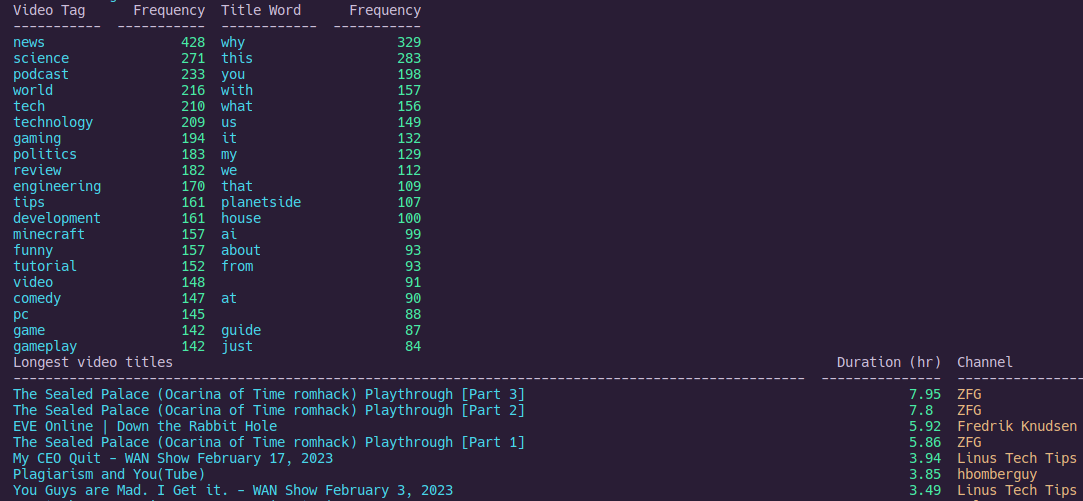 Video Tag Frequency Title Word Frequency
----------- ----------- ------------ -----------
news 428 why 329
science 271 this 283
podcast 233 you 198
world 216 with 157
tech 210 what 156
technology 209 us 149
gaming 194 it 132
politics 183 my 129
review 182 we 112
engineering 170 that 109
tips 161 planetside 107
development 161 house 100
minecraft 157 ai 99
funny 157 about 93
tutorial 152 from 93
video 148 91
comedy 147 at 90
pc 145 88
game 142 guide 87
gameplay 142 just 84
Longest video titles Duration (hr) Channel
--------------------------------------------------------------------------------------------------- --------------- ----------------
The Sealed Palace (Ocarina of Time romhack) Playthrough [Part 3] 7.95 ZFG
The Sealed Palace (Ocarina of Time romhack) Playthrough [Part 2] 7.8 ZFG
EVE Online | Down the Rabbit Hole 5.92 Fredrik Knudsen
The Sealed Palace (Ocarina of Time romhack) Playthrough [Part 1] 5.86 ZFG
My CEO Quit - WAN Show February 17, 2023 3.94 Linus Tech Tips
Plagiarism and You(Tube) 3.85 hbomberguy
You Guys are Mad. I Get it. - WAN Show February 3, 2023 3.49 Linus Tech Tips